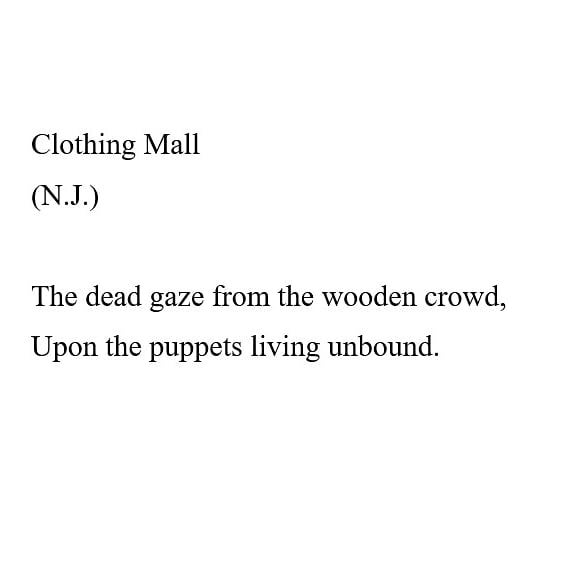 Clothing Mall
(N.J.)
The dead gaze from the wooden crowd,
Upon the puppets living unbound.